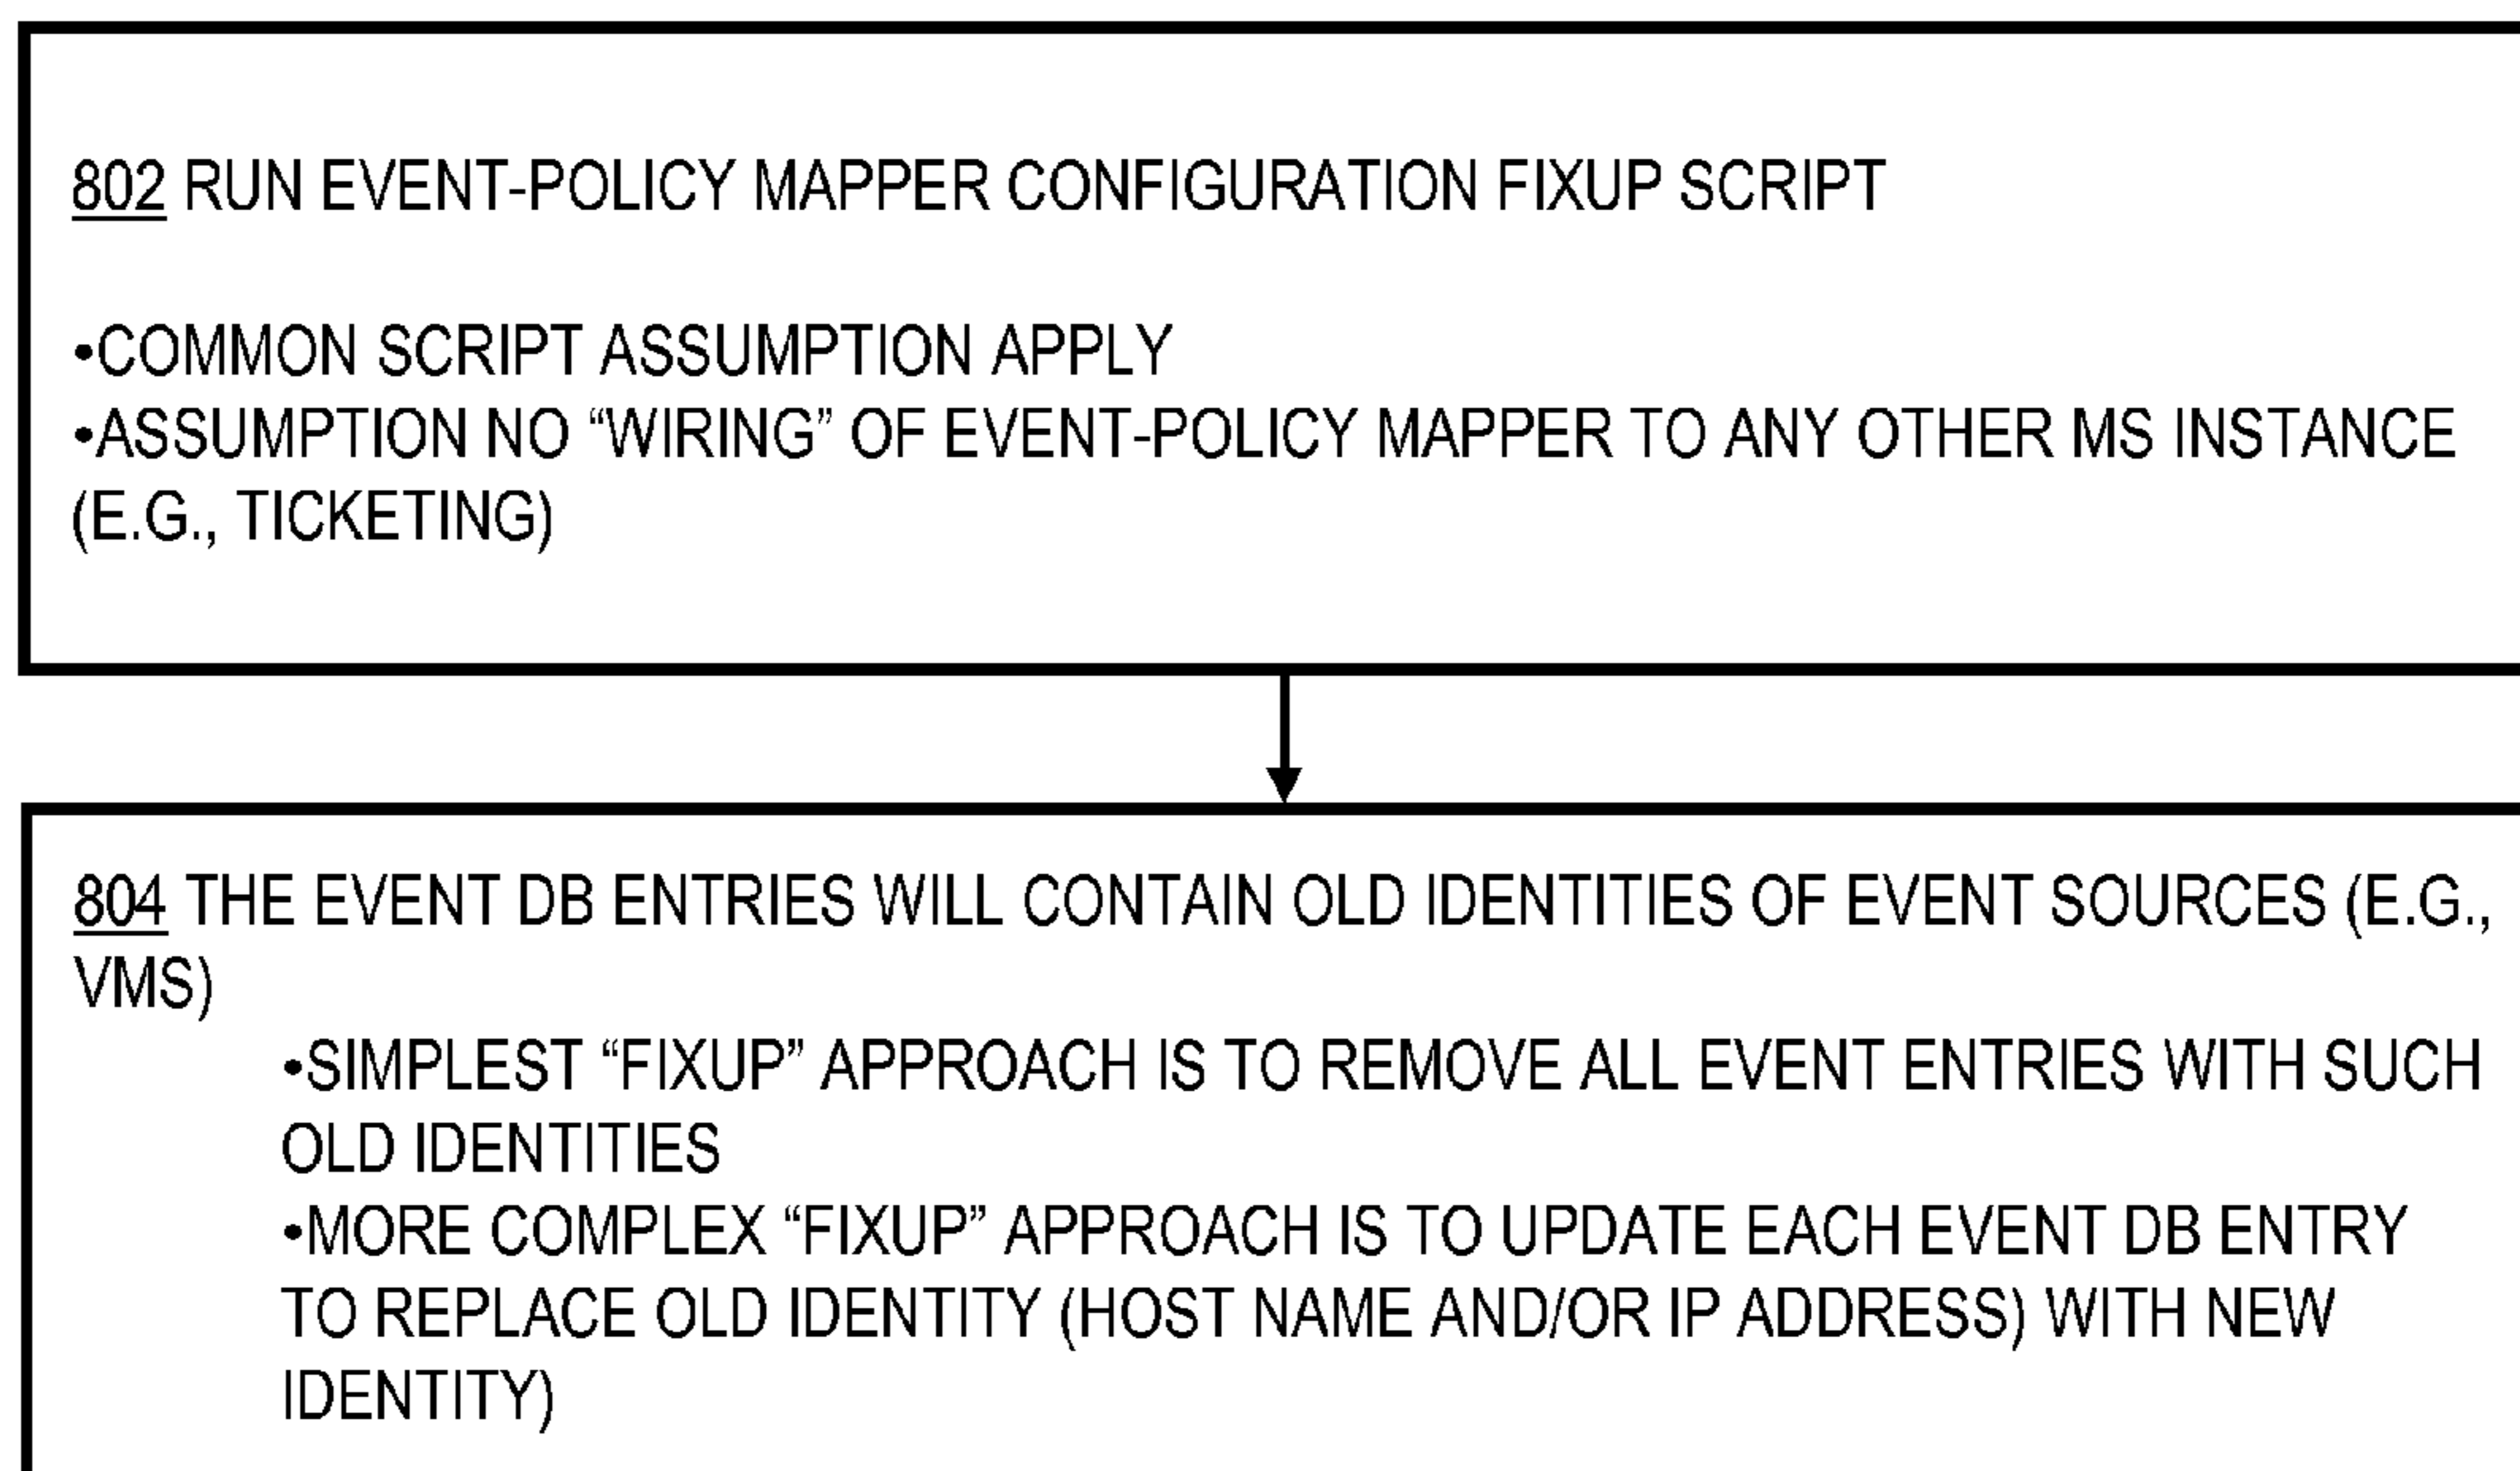 802 RUN EVENT-POLICY MAPPER CONFIGURATION FIXUP SCRIPT
•COMMON SCRIPT ASSUMPTION APPLY
•ASSUMPTION NO “WIRING” OF EVENT-POLICY MAPPER TO ANY OTHER MS INSTANCE
(E.G., TICKETING)
804 THE EVENT DB ENTRIES WILL CONTAIN OLD IDENTITIES OF EVENT SOURCES (E.G.,
VMS)
•SIMPLEST “FIXUP” APPROACH IS TO REMOVE ALL EVENT ENTRIES WITH SUCH
OLD IDENTITIES
•MORE COMPLEX “FIXUP” APPROACH IS TO UPDATE EACH EVENT DB ENTRY
TO REPLACE OLD IDENTITY (HOST NAME AND/OR IP ADDRESS) WITH NEW
IDENTITY)